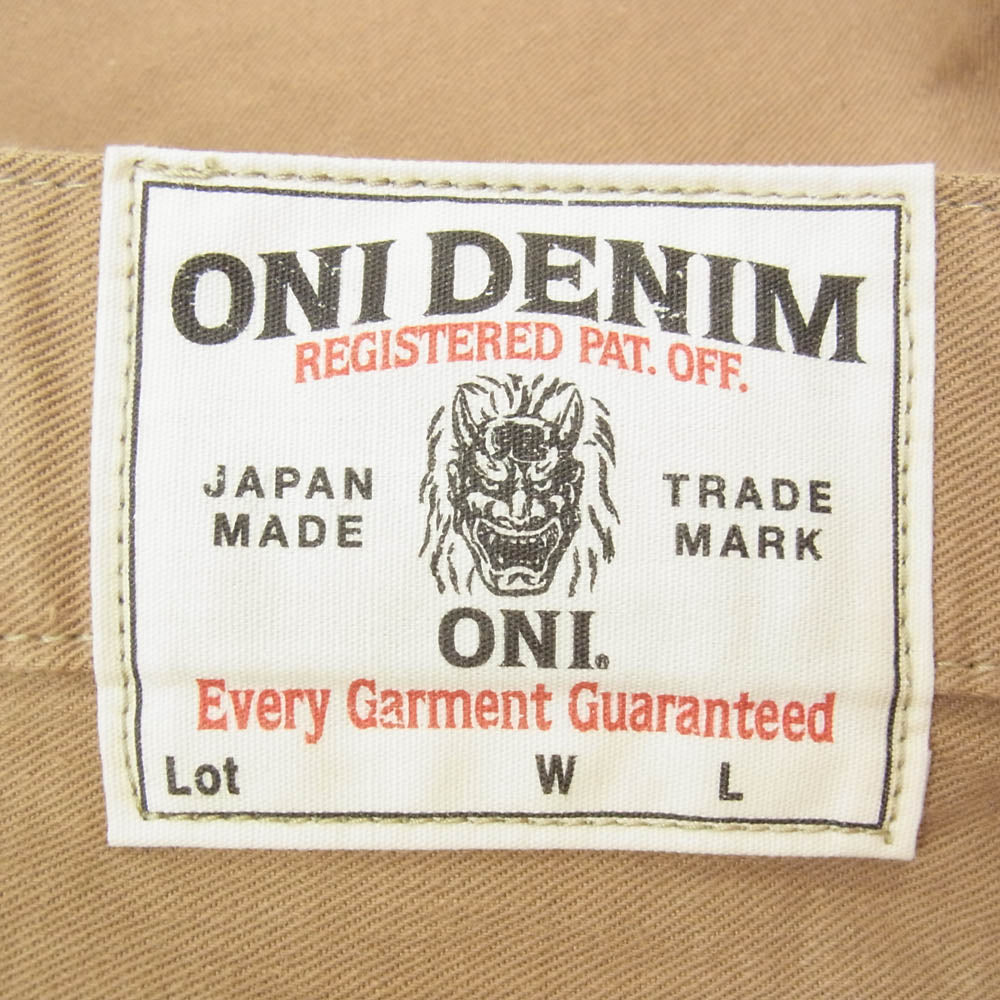 ONI DENIM
REGISTERED PAT. OFF.
JAPAN
MADE
TRADE
MARK
ONI.®
Every Garment Guaranteed
Lot W L